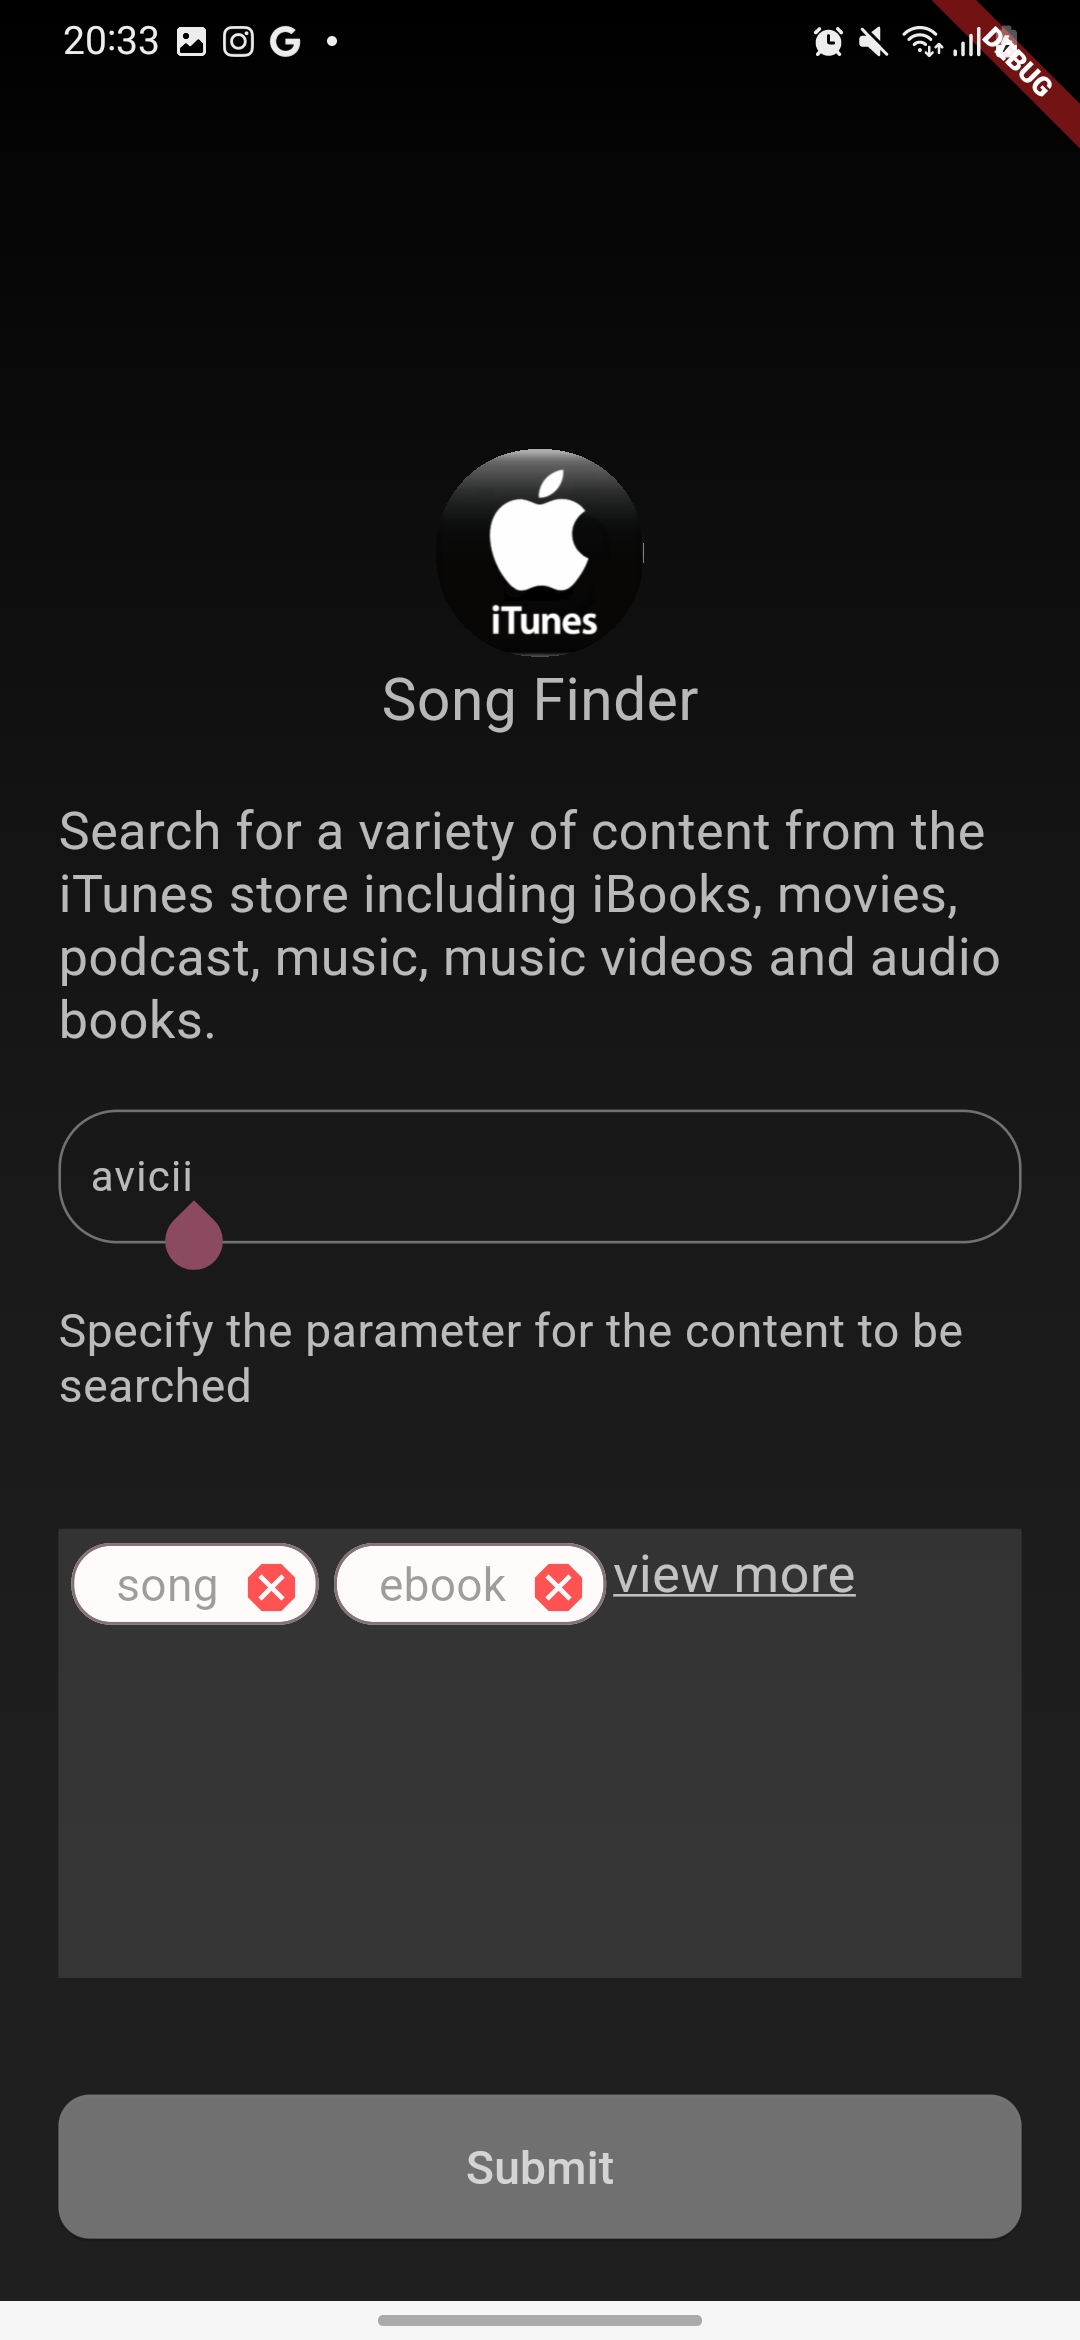 20:33
DEBUG
iTunes
Song Finder
Search for a variety of content from the
iTunes store including iBooks, movies,
podcast, music, music videos and audio
books.
avicii
Specify the parameter for the content to be
searched
song ebook view more
Submit